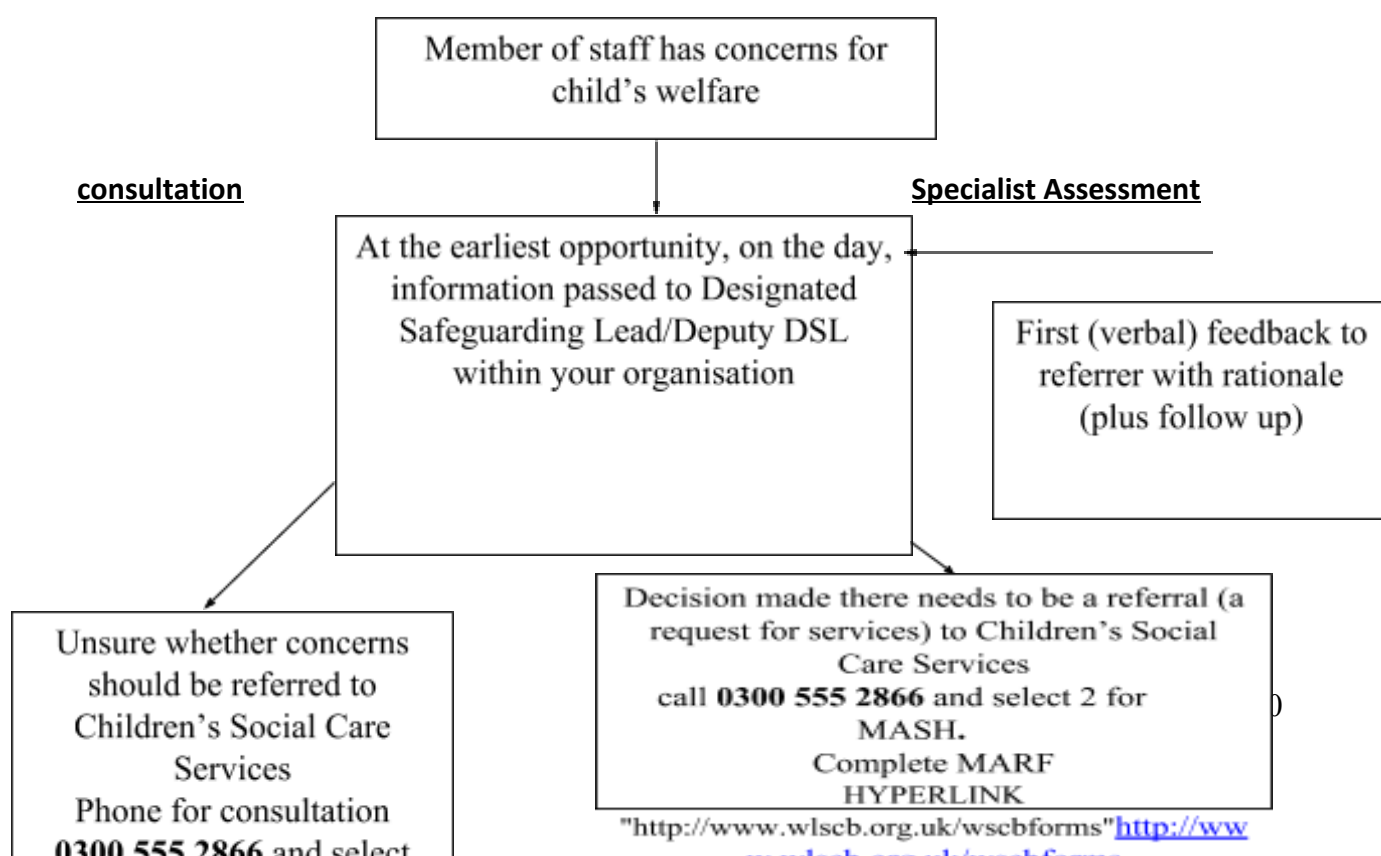 Member of staff has concerns for
child’s welfare
consultation
Specialist Assessment
At the earliest opportunity, on the day,
information passed to Designated
Safeguarding Lead/Deputy DSL
within your organisation
First (verbal) feedback to
referrer with rationale
(plus follow up)
Unsure whether concerns
should be referred to
Children’s Social Care
Services
Phone for consultation
0300 555 2866 and select
Decision made there needs to be a referral (a
request for services) to Children’s Social
Care Services
call 0300 555 2866 and select 2 for
MASH.
Complete MARF
HYPERLINK
"http://www.wlscb.org.uk/wscbforms"http://ww
w.wlscb.org.uk/wscbforms